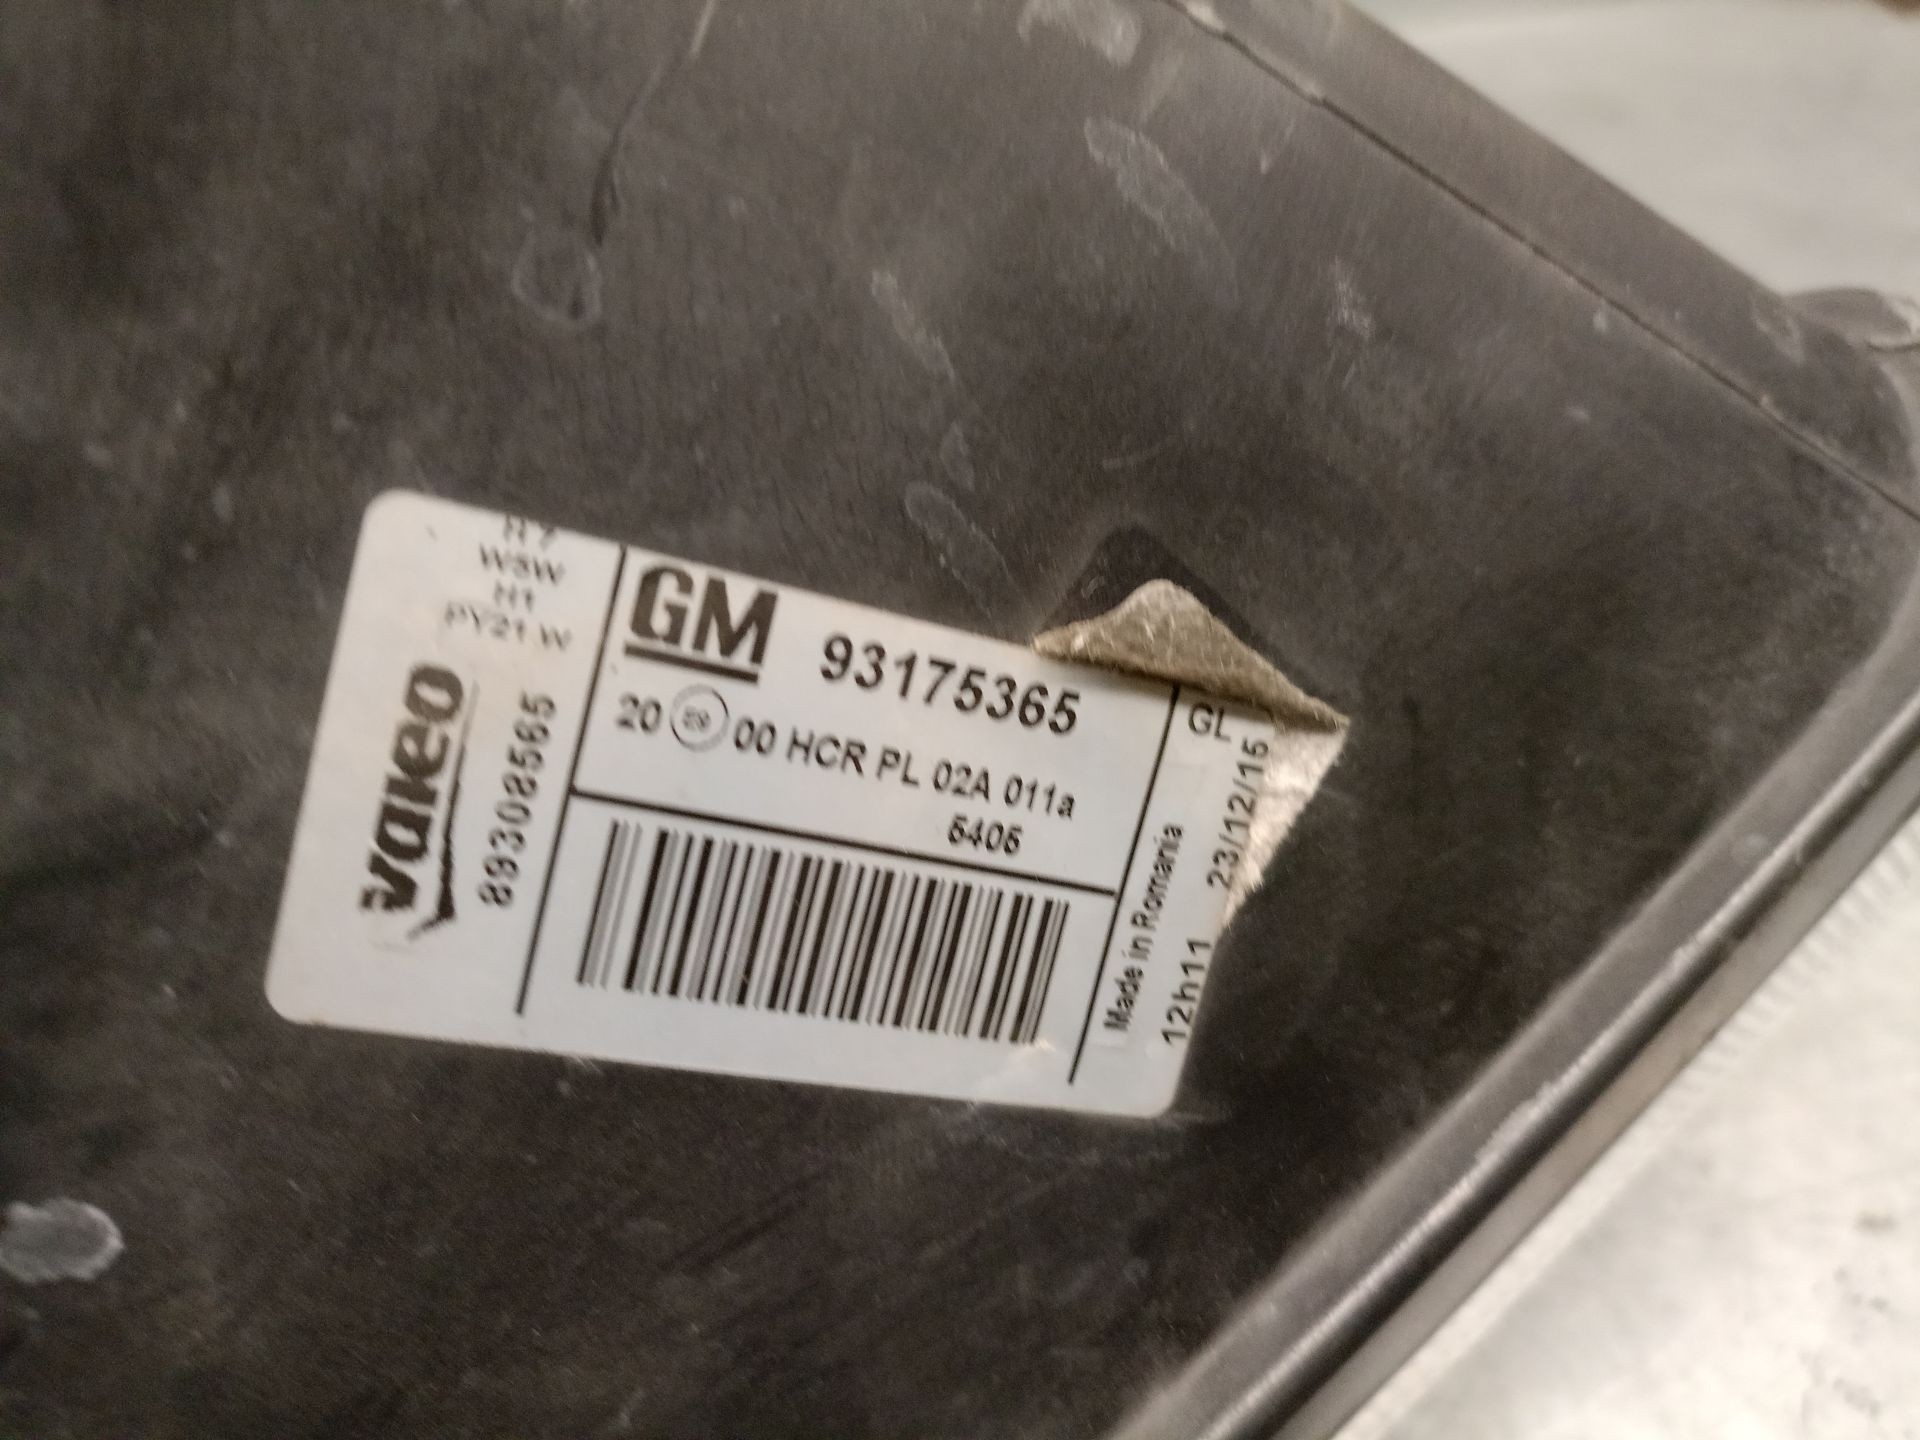 H7
W5W
H1
PY21W
Valeo
89308565
GM
93175365
20 E9 00 HCR PL 02A 011a
5405
GL
Made in Romania
12h11 23/12/15